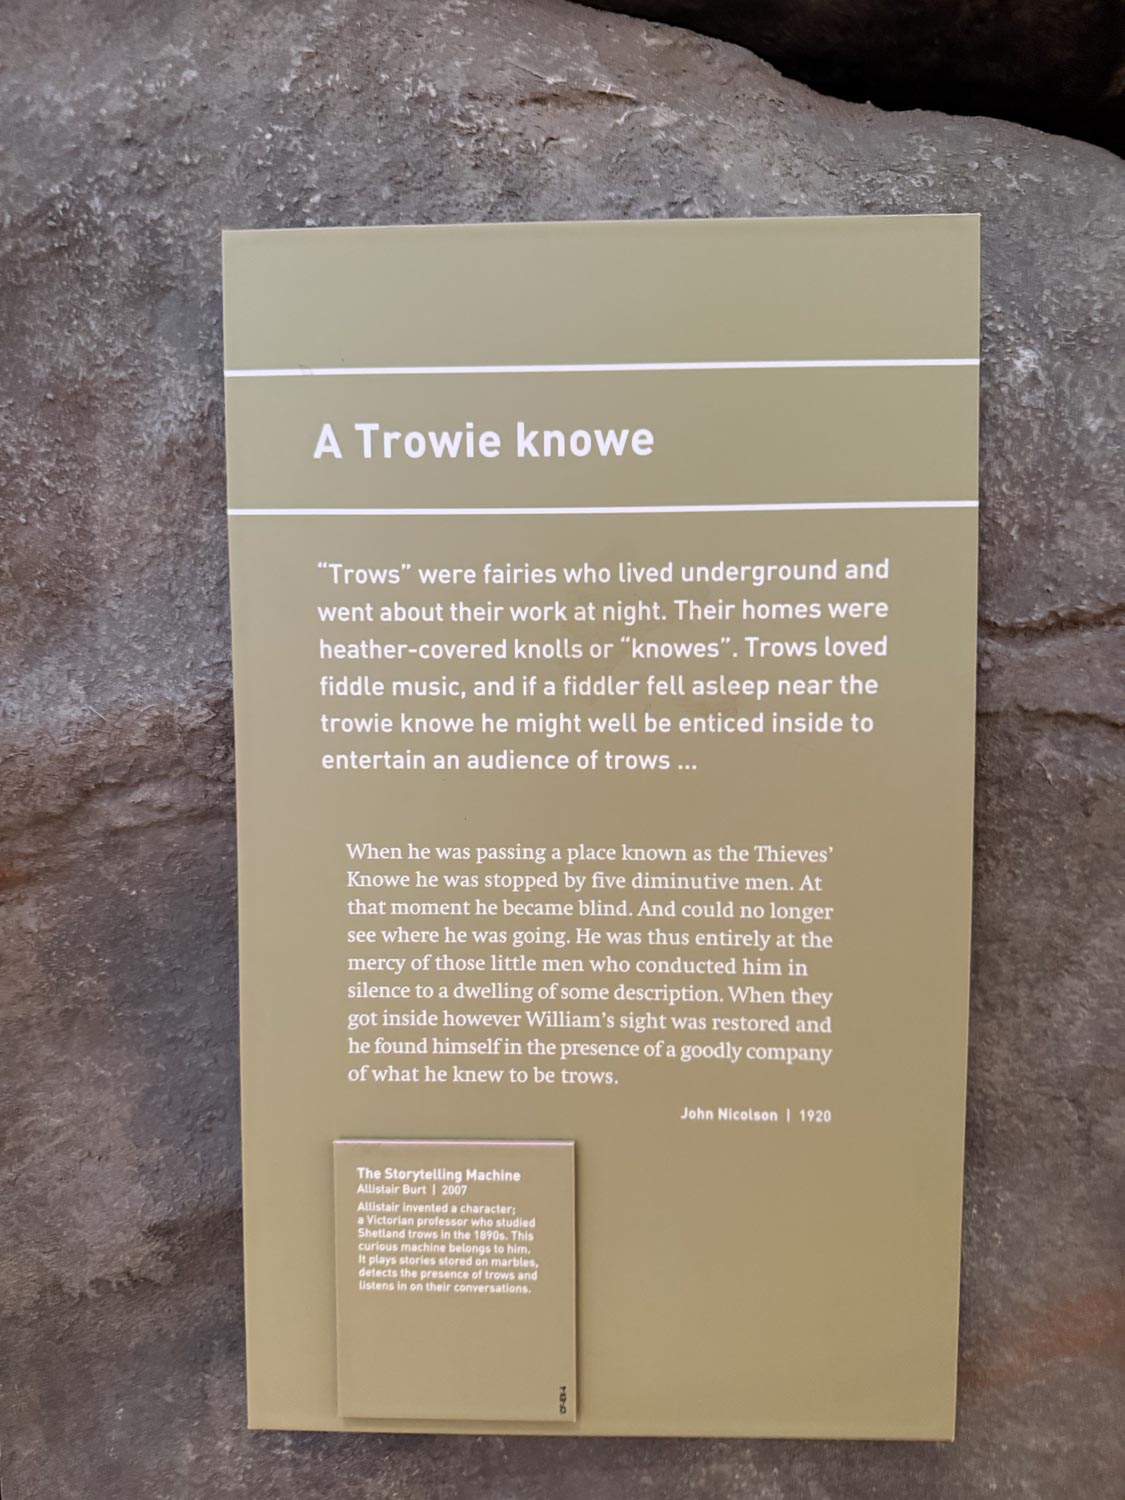 A Trowie knowe
“Trows” were fairies who lived underground and
went about their work at night. Their homes were
heather-covered knolls or “knowes”. Trows loved
fiddle music, and if a fiddler fell asleep near the
trowie knowe he might well be enticed inside to
entertain an audience of trows ...
When he was passing a place known as the Thieves’
Knowe he was stopped by five diminutive men. At
that moment he became blind. And could no longer
see where he was going. He was thus entirely at the
mercy of those little men who conducted him in
silence to a dwelling of some description. When they
got inside however William’s sight was restored and
he found himself in the presence of a goodly company
of what he knew to be trows.
John Nicolson | 1920
The Storytelling Machine
Allistair Burt | 2007
Allistair invented a character;
a Victorian professor who studied
Shetland trows in the 1890s. This
curious machine belongs to him.
It plays stories stored on marbles,
detects the presence of trows and
listens in on their conversations.